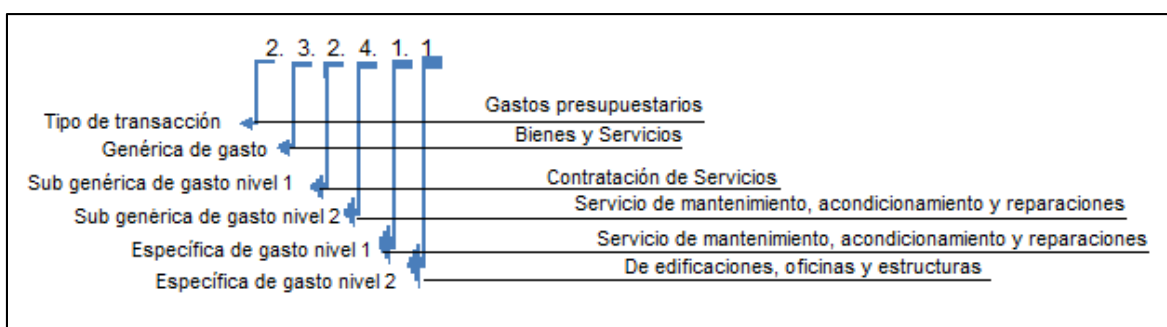 2. 3. 2. 4. 1. 1
Tipo de transacción Gastos presupuestarios
Genérica de gasto Bienes y Servicios
Sub genérica de gasto nivel 1 Contratación de Servicios
Sub genérica de gasto nivel 2 Servicio de mantenimiento, acondicionamiento y reparaciones
Específica de gasto nivel 1 Servicio de mantenimiento, acondicionamiento y reparaciones
Específica de gasto nivel 2 De edificaciones, oficinas y estructuras